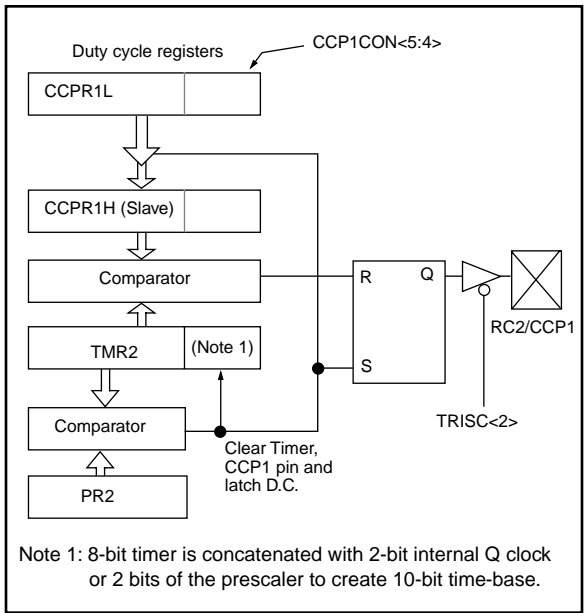 Duty cycle registers
CCP1CON<5:4>
CCPR1L
CCPR1H (Slave)
Comparator
R
Q
RC2/CCP1
TMR2
(Note 1)
S
TRISC<2>
Comparator
Clear Timer,
CCP1 pin and
latch D.C.
PR2
Note 1: 8-bit timer is concatenated with 2-bit internal Q clock
or 2 bits of the prescaler to create 10-bit time-base.